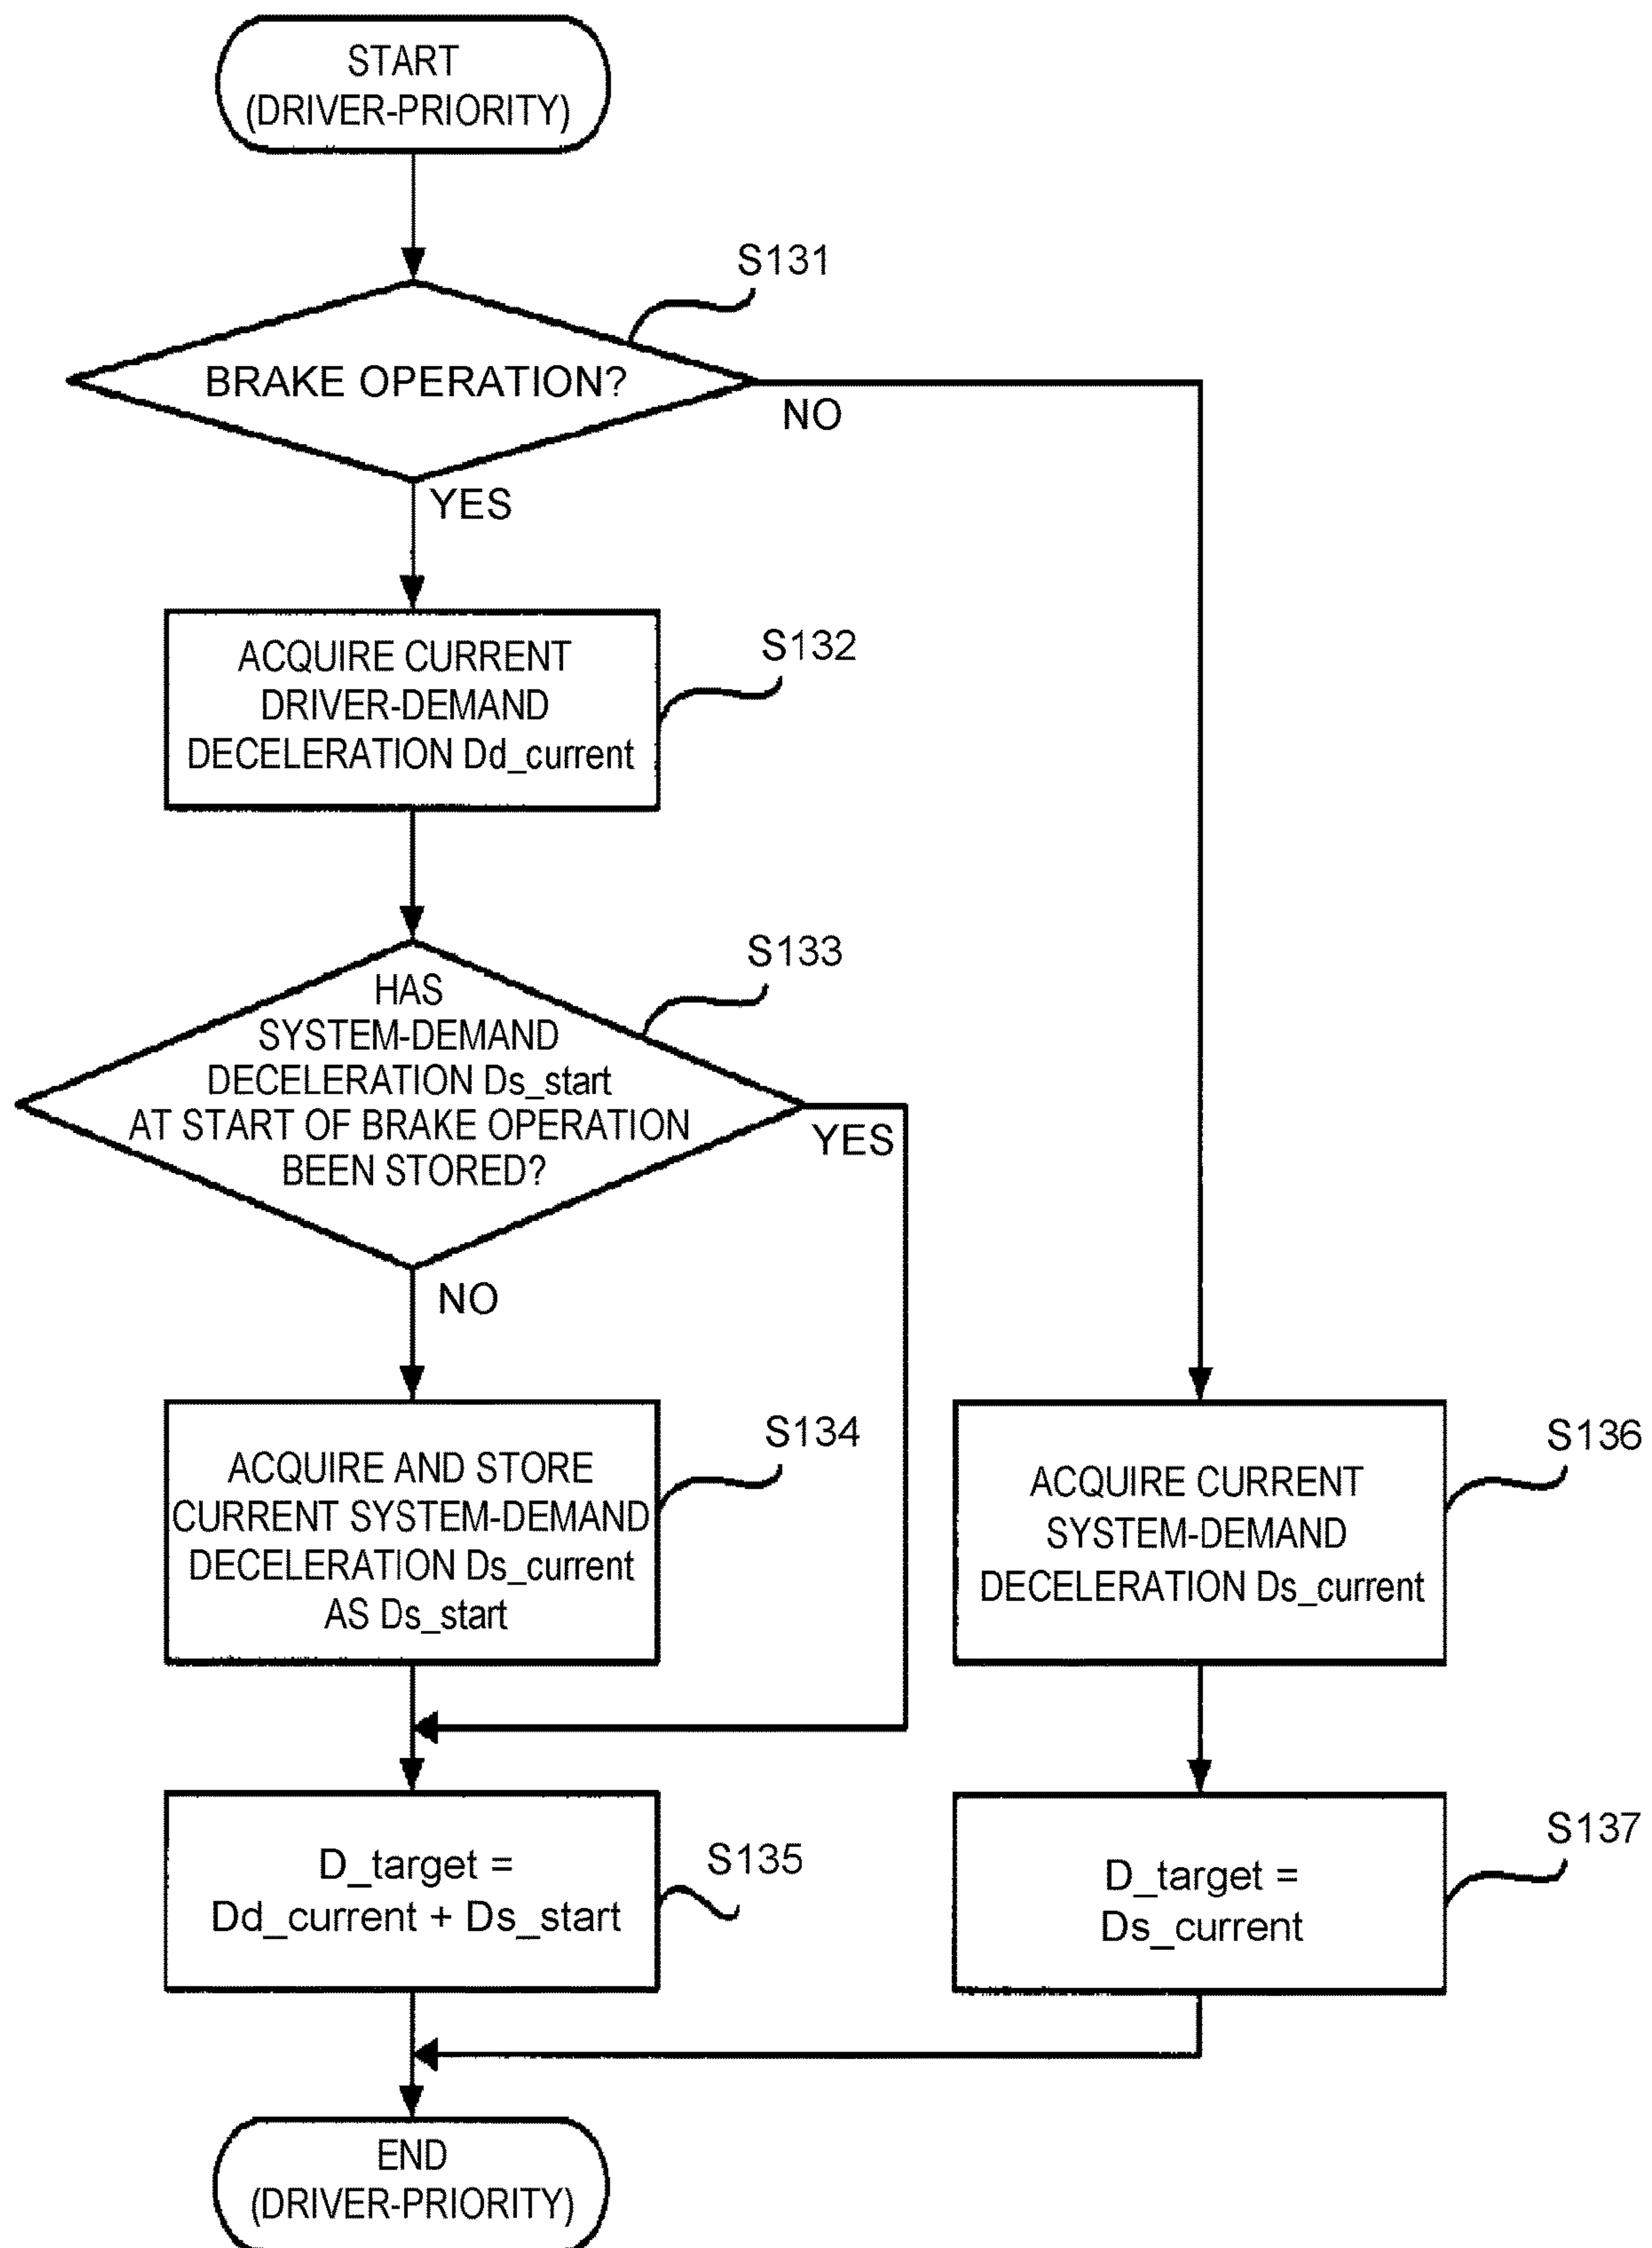 START
(DRIVER-PRIORITY)
S131
BRAKE OPERATION?
NO
YES
S132
ACQUIRE CURRENT
DRIVER-DEMAND
DECELERATION Dd_current
S133
HAS
SYSTEM-DEMAND
DECELERATION Ds_start
AT START OF BRAKE OPERATION
BEEN STORED?
YES
NO
S134
ACQUIRE AND STORE
CURRENT SYSTEM-DEMAND
DECELERATION Ds_current
AS Ds_start
S136
ACQUIRE CURRENT
SYSTEM-DEMAND
DECELERATION Ds_current
S135
D_target =
Dd_current + Ds_start
S137
D_target =
Ds_current
END
(DRIVER-PRIORITY)